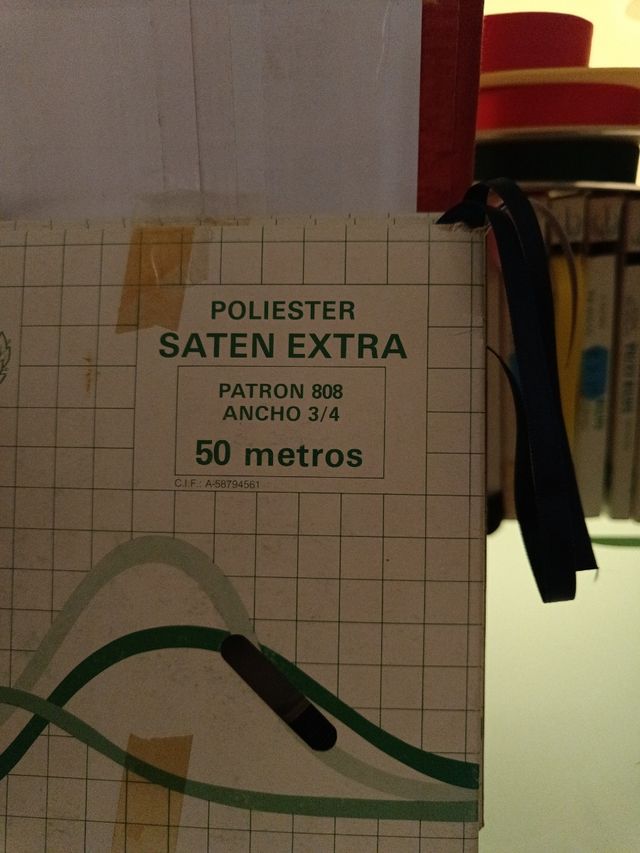 POLIESTER
SATEN EXTRA
PATRON 808
ANCHO 3/4
50 metros
C.I.F.: A-58794561